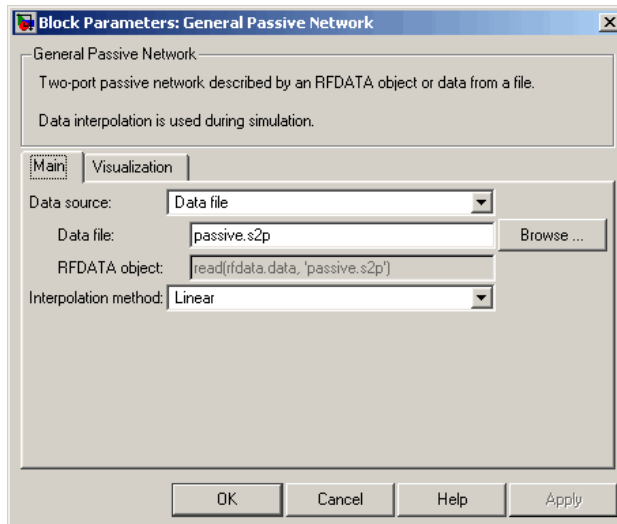 Block Parameters: General Passive Network
General Passive Network
Two-port passive network described by an RFDATA object or data from a file.
Data interpolation is used during simulation.
Main Visualization
Data source: Data file
Data file: passive.s2p Browse ...
RFDATA object: read(rfdata.data, 'passive.s2p')
Interpolation method: Linear
OK Cancel Help Apply